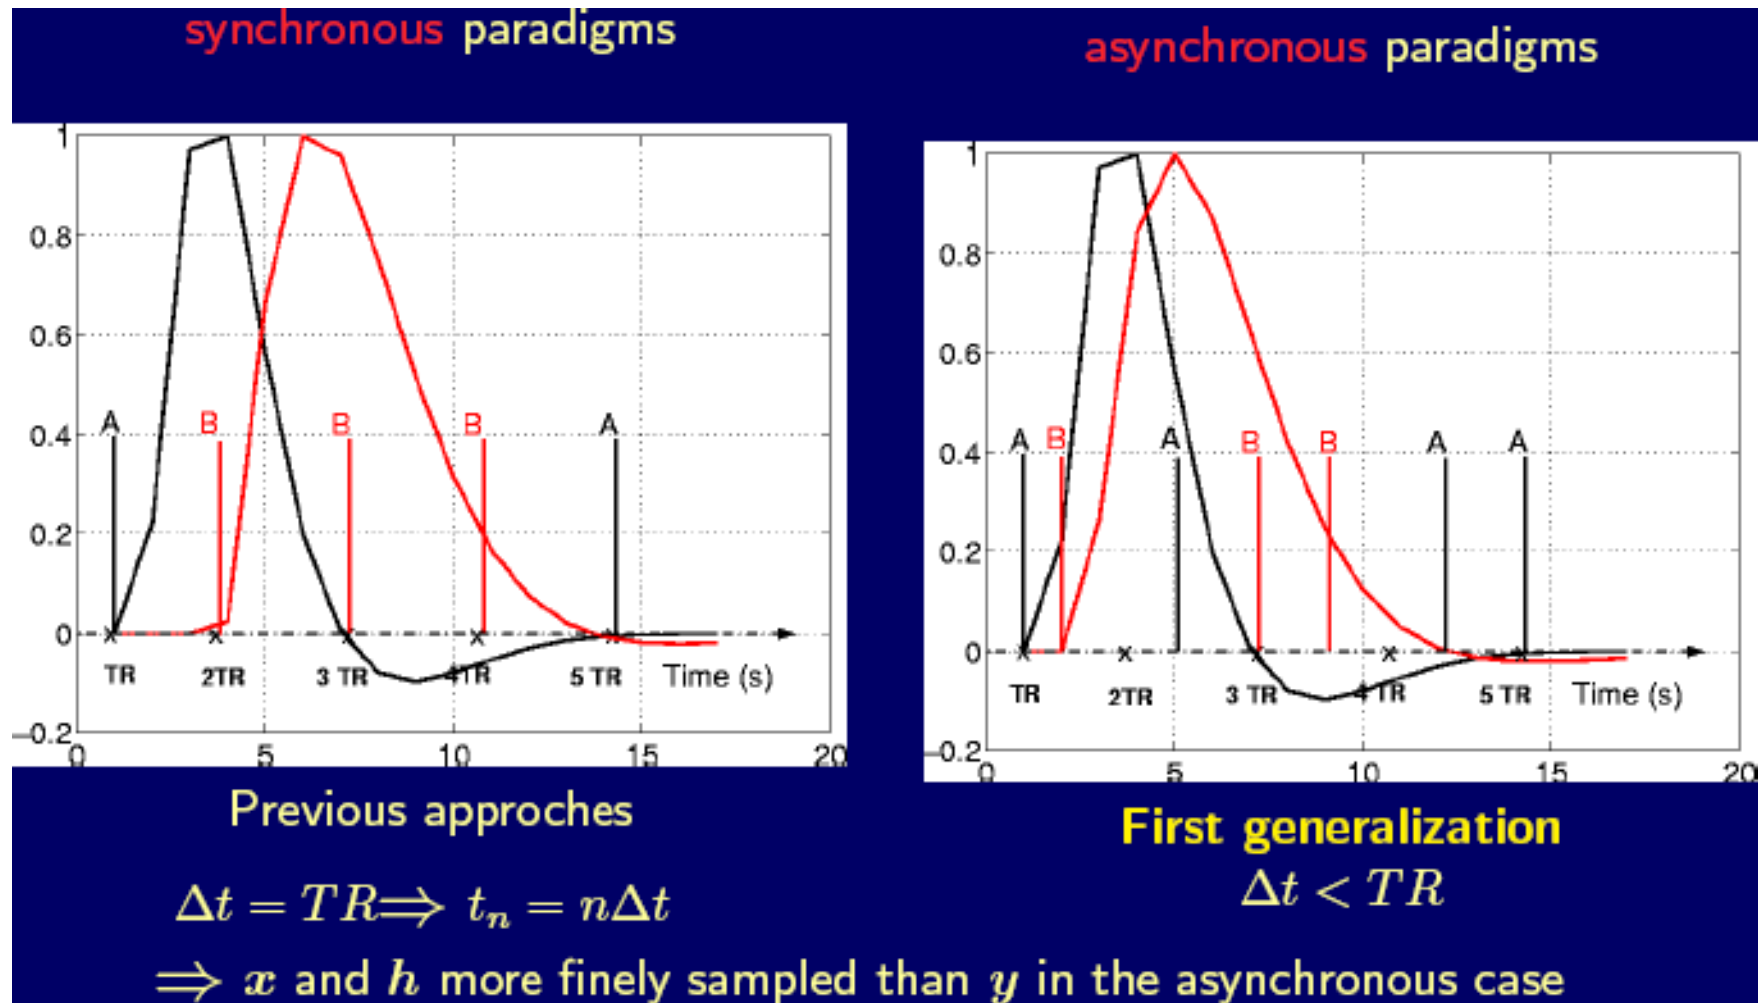 synchronous paradigms
1
0.8
0.6
0.4
0.2
0
-0.2
A B B B A
TR 2TR 3 TR 4TR 5 TR Time (s)
0 5 10 15 20
Previous approches
Δt = TR⟹ tₙ = nΔt
asynchronous paradigms
1
0.8
0.6
0.4
0.2
0
-0.2
A B A B B A A
TR 2TR 3 TR 4 TR 5 TR Time (s)
0 5 10 15 20
First generalization
Δt < TR
⟹ x and h more finely sampled than y in the asynchronous case